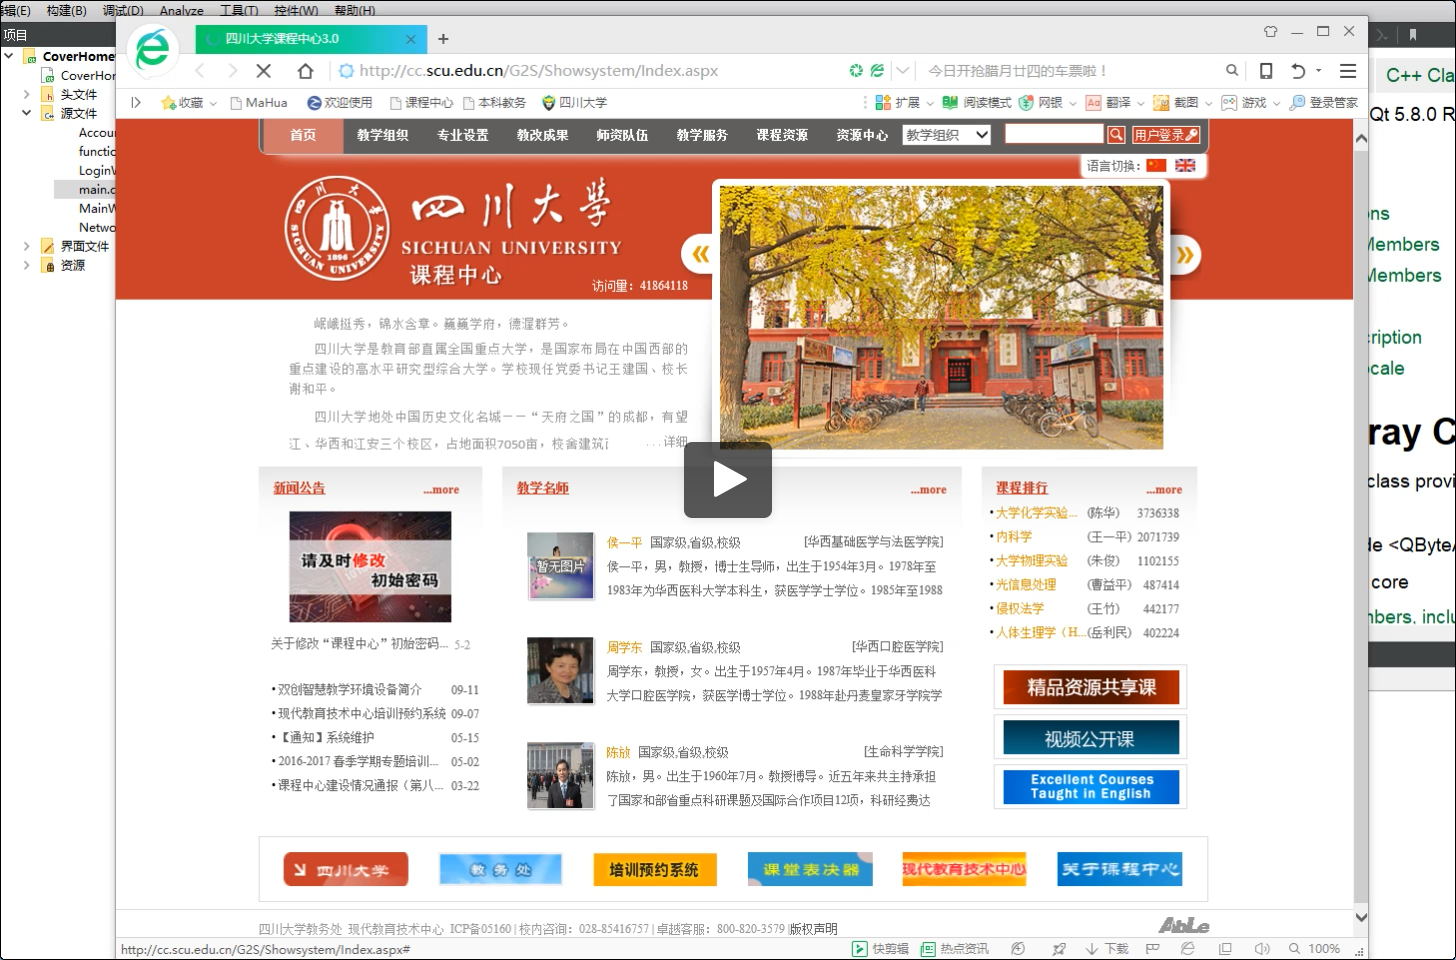 编辑(E) 构建(B) 调试(D) Analyze 工具(T) 控件(W) 帮助(H)
项目
CoverHome
CoverHor
头文件
源文件
Accou
functio
LoginV
main.c
MainW
Netwo
界面文件
资源
四川大学课程中心3.0
http://cc.scu.edu.cn/G2S/Showsystem/Index.aspx
今日开抢腊月廿四的车票啦！
收藏 MaHua 欢迎使用 课程中心 本科教务 四川大学
扩展 阅读模式 网银 翻译 截图 游戏 登录管家
首页 教学组织 专业设置 教改成果 师资队伍 教学服务 课程资源 资源中心 教学组织 用户登录
语言切换：
四川大学
SICHUAN UNIVERSITY
课程中心
1896
SICHUAN UNIVERSITY
访问量：41864118
岷峨挺秀，锦水含章。巍巍学府，德渥群芳。
四川大学是教育部直属全国重点大学，是国家布局在中国西部的
重点建设的高水平研究型综合大学。学校现任党委书记王建国、校长
谢和平。
四川大学地处中国历史文化名城——“天府之国”的成都，有望
江、华西和江安三个校区，占地面积7050亩，校舍建筑面 ...详细
新闻公告 ...more
请及时修改
初始密码
关于修改“课程中心”初始密码... 5-2
•双创智慧教学环境设备简介 09-11
•现代教育技术中心培训预约系统 09-07
•【通知】系统维护 05-15
•2016-2017 春季学期专题培训... 05-02
•课程中心建设情况通报（第八... 03-22
教学名师 ...more
暂无图片
侯一平 国家级,省级,校级 [华西基础医学与法医学院]
侯一平，男，教授，博士生导师，出生于1954年3月。1978年至
1983年为华西医科大学本科生，获医学学士学位。1985年至1988
周学东 国家级,省级,校级 [华西口腔医学院]
周学东，教授，女。出生于1957年4月。1987年毕业于华西医科
大学口腔医学院，获医学博士学位。1988年赴丹麦皇家牙学院学
陈放 国家级,省级,校级 [生命科学学院]
陈放，男。出生于1960年7月。教授博导。近五年来共主持承担
了国家和部省重点科研课题及国际合作项目12项，科研经费达
课程排行 ...more
•大学化学实验... (陈华) 3736338
•内科学 (王一平) 2071739
•大学物理实验 (朱俊) 1102155
•光信息处理 (曹益平) 487414
•侵权法学 (王竹) 442177
•人体生理学（H... (岳利民) 402224
精品资源共享课
视频公开课
Excellent Courses
Taught in English
四川大学 教务处 培训预约系统 课堂表决器 现代教育技术中心 关于课程中心
四川大学教务处 现代教育技术中心 ICP备05160 | 校内咨询：028-85416757 | 卓越客服：800-820-3579 |版权声明
AbLe
http://cc.scu.edu.cn/G2S/Showsystem/Index.aspx#
快剪辑 热点资讯 下载 100%
C++ Cla
Qt 5.8.0 R
ons
Members
Members
cription
ocale
ray C
class provi
de <QByteA
core
mbers, inclu